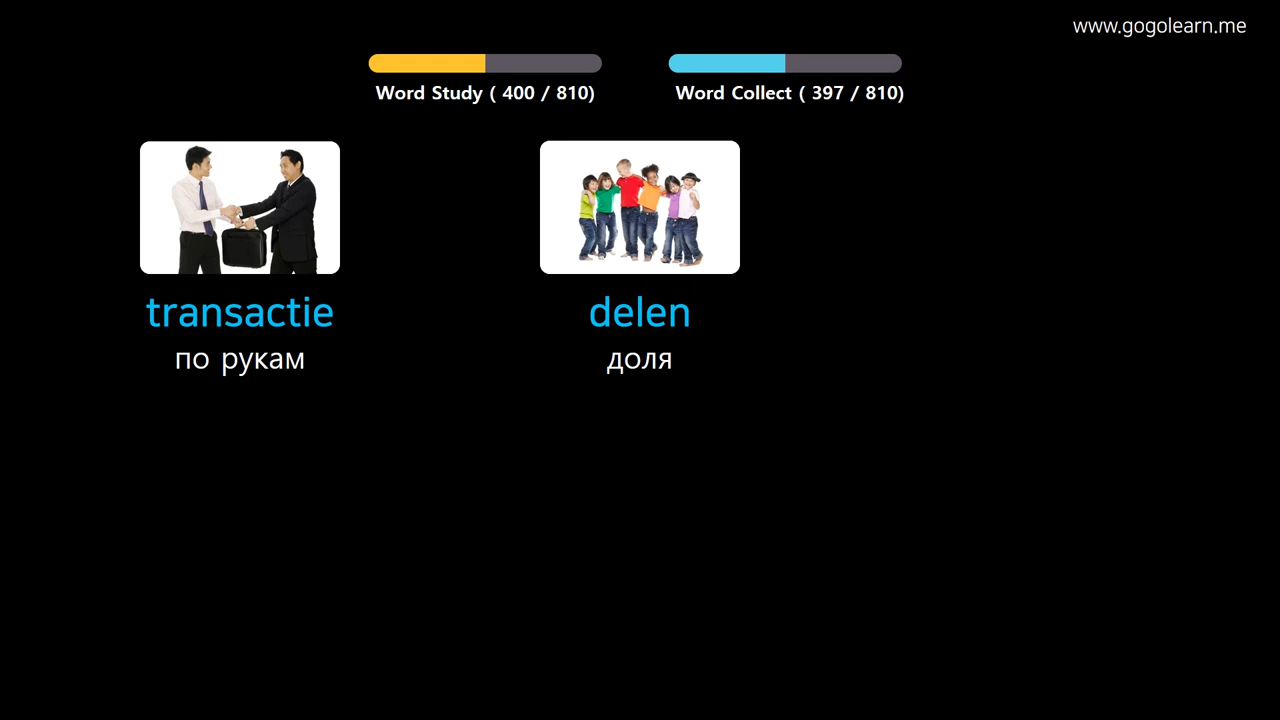 www.gogolearn.me
Word Study ( 400 / 810)
Word Collect ( 397 / 810)
transactie
по рукам
delen
доля